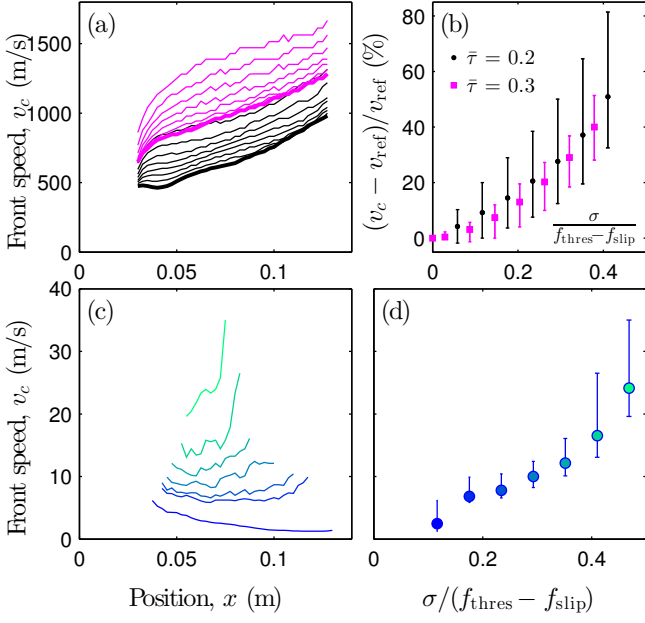 (a)
Front speed, v_c (m/s)
1500
1000
500
0
0
0.05
0.1
(b)
(v_c − v_ref)/v_ref (%)
80
60
40
20
0
0
0.2
0.4
τ̄ = 0.2
τ̄ = 0.3
σ
f_thres−f_slip
(c)
Front speed, v_c (m/s)
40
30
20
10
0
0
0.05
0.1
Position, x (m)
(d)
0
0.2
0.4
σ/(f_thres − f_slip)